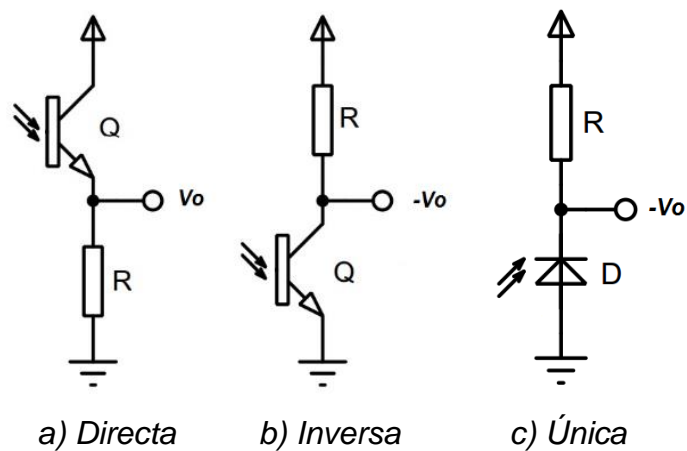 Q
Vo
R
a) Directa
R
-Vo
Q
b) Inversa
R
-Vo
D
c) Única